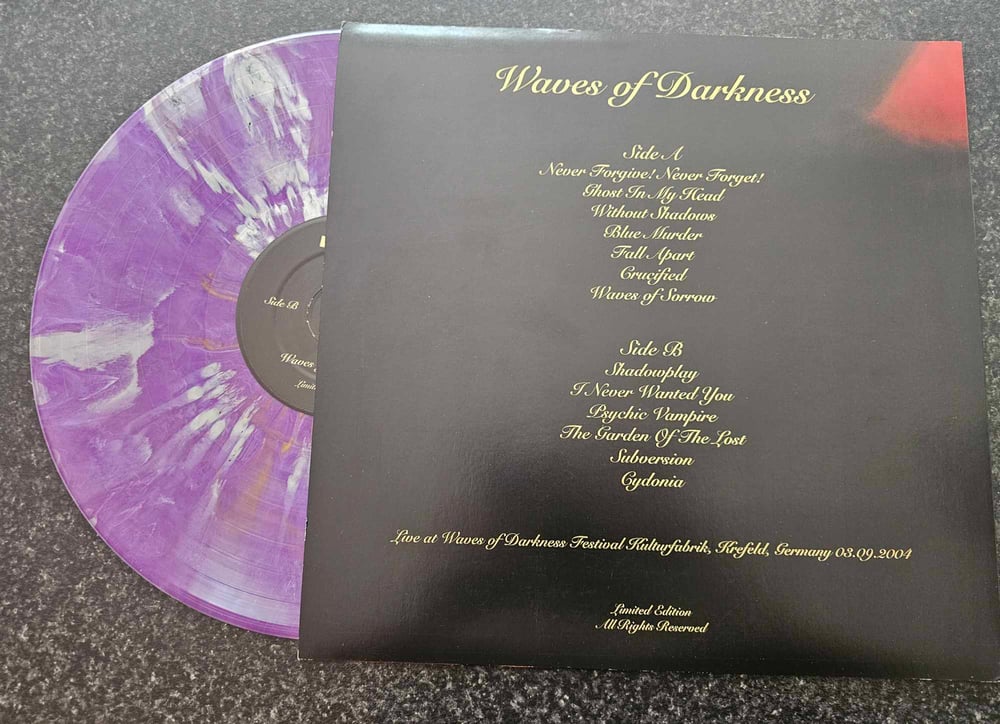 Waves of Darkness
Side A
Never Forgive! Never Forget!
Ghost In My Head
Without Shadows
Blue Murder
Fall Apart
Crucified
Waves of Sorrow
Side B
Shadowplay
I Never Wanted You
Psychic Vampire
The Garden Of The Lost
Subversion
Cydonia
Live at Waves of Darkness Festival Kulturfabrik, Krefeld, Germany 03.09.2004
Limited Edition
All Rights Reserved
Side B
Waves